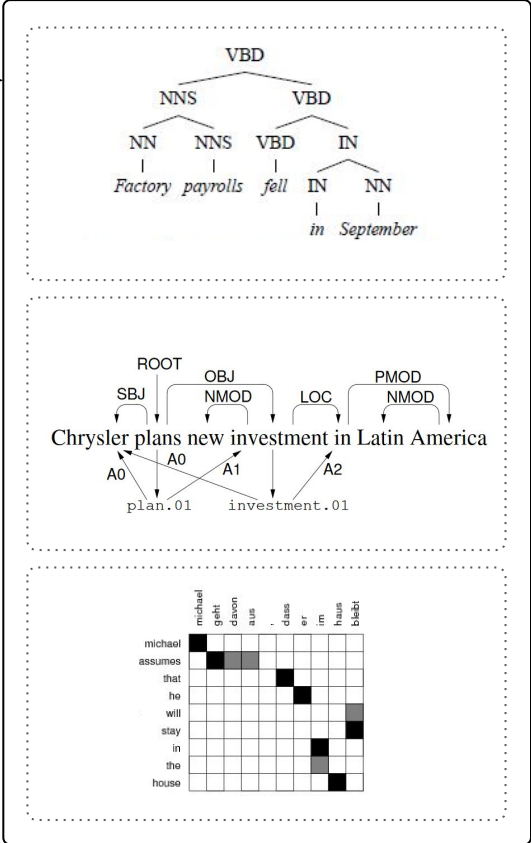 VBD
NNS VBD
NN NNS VBD IN
Factory payrolls fell IN NN
in September
ROOT
OBJ PMOD
SBJ NMOD LOC NMOD
Chrysler plans new investment in Latin America
A0 A0 A1 A2
plan.01 investment.01
michael geht davon aus , dass er im haus bleibt
michael
assumes
that
he
will
stay
in
the
house